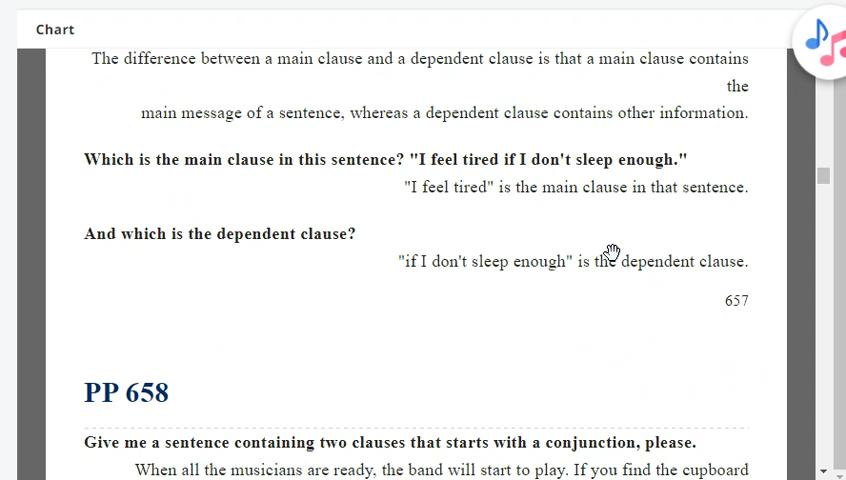 Chart
The difference between a main clause and a dependent clause is that a main clause contains
the
main message of a sentence, whereas a dependent clause contains other information.
Which is the main clause in this sentence? "I feel tired if I don't sleep enough."
"I feel tired" is the main clause in that sentence.
And which is the dependent clause?
"if I don't sleep enough" is the dependent clause.
657
PP 658
Give me a sentence containing two clauses that starts with a conjunction, please.
When all the musicians are ready, the band will start to play. If you find the cupboard